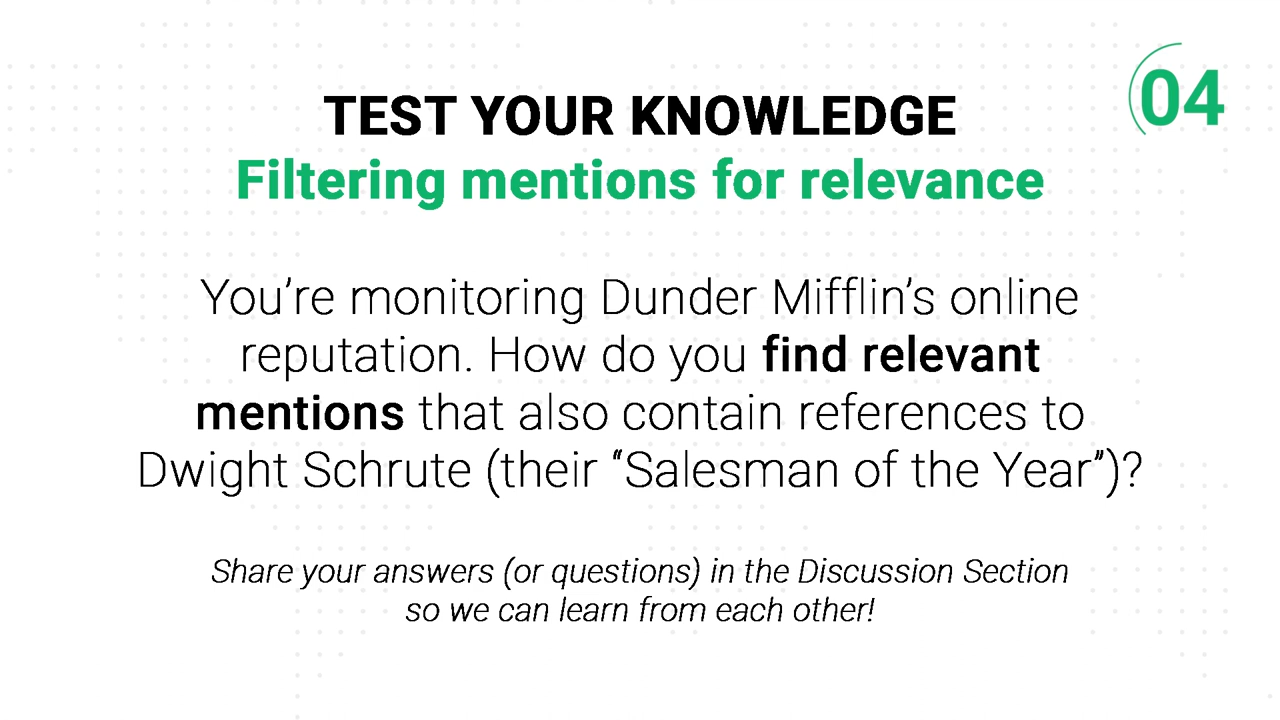 04
TEST YOUR KNOWLEDGE
Filtering mentions for relevance
You’re monitoring Dunder Mifflin’s online
reputation. How do you find relevant
mentions that also contain references to
Dwight Schrute (their “Salesman of the Year”)?
Share your answers (or questions) in the Discussion Section
so we can learn from each other!